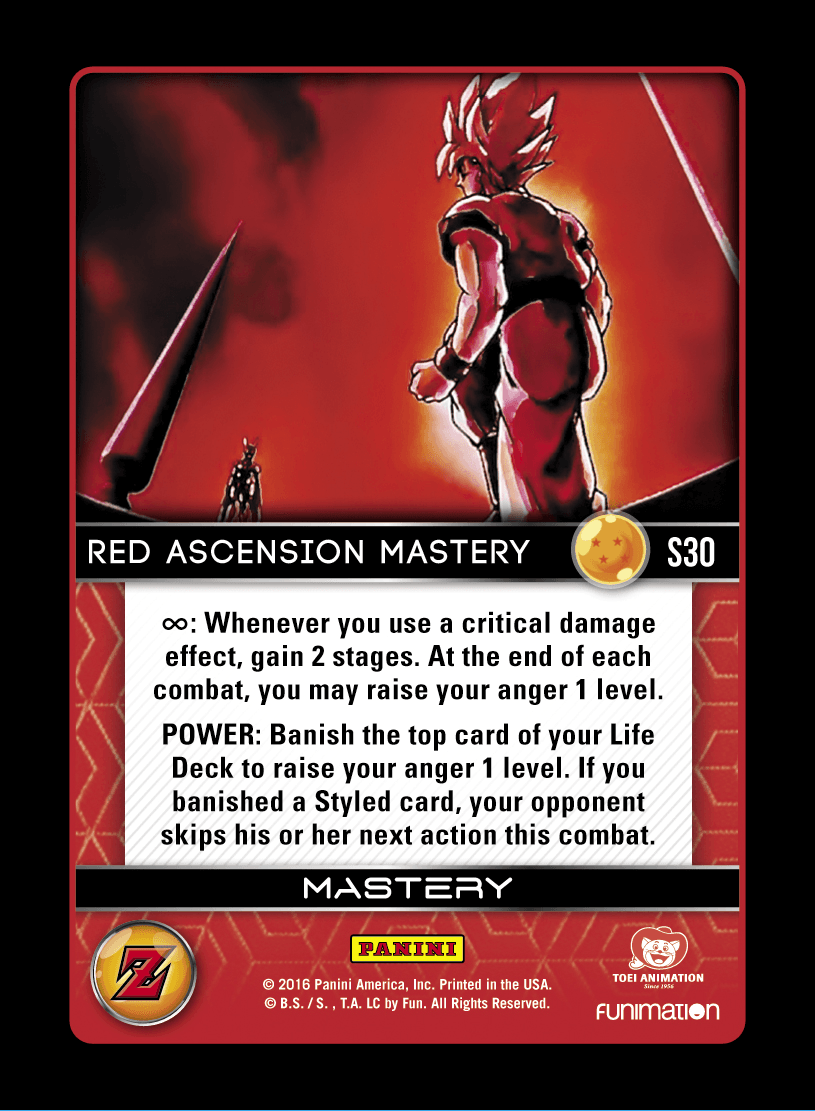 RED ASCENSION MASTERY S30
∞: Whenever you use a critical damage
effect, gain 2 stages. At the end of each
combat, you may raise your anger 1 level.
POWER: Banish the top card of your Life
Deck to raise your anger 1 level. If you
banished a Styled card, your opponent
skips his or her next action this combat.
MASTERY
Z
PANINI
© 2016 Panini America, Inc. Printed in the USA.
© B.S. / S. , T.A. LC by Fun. All Rights Reserved.
TOEI ANIMATION
Since 1956
FUNIMATION